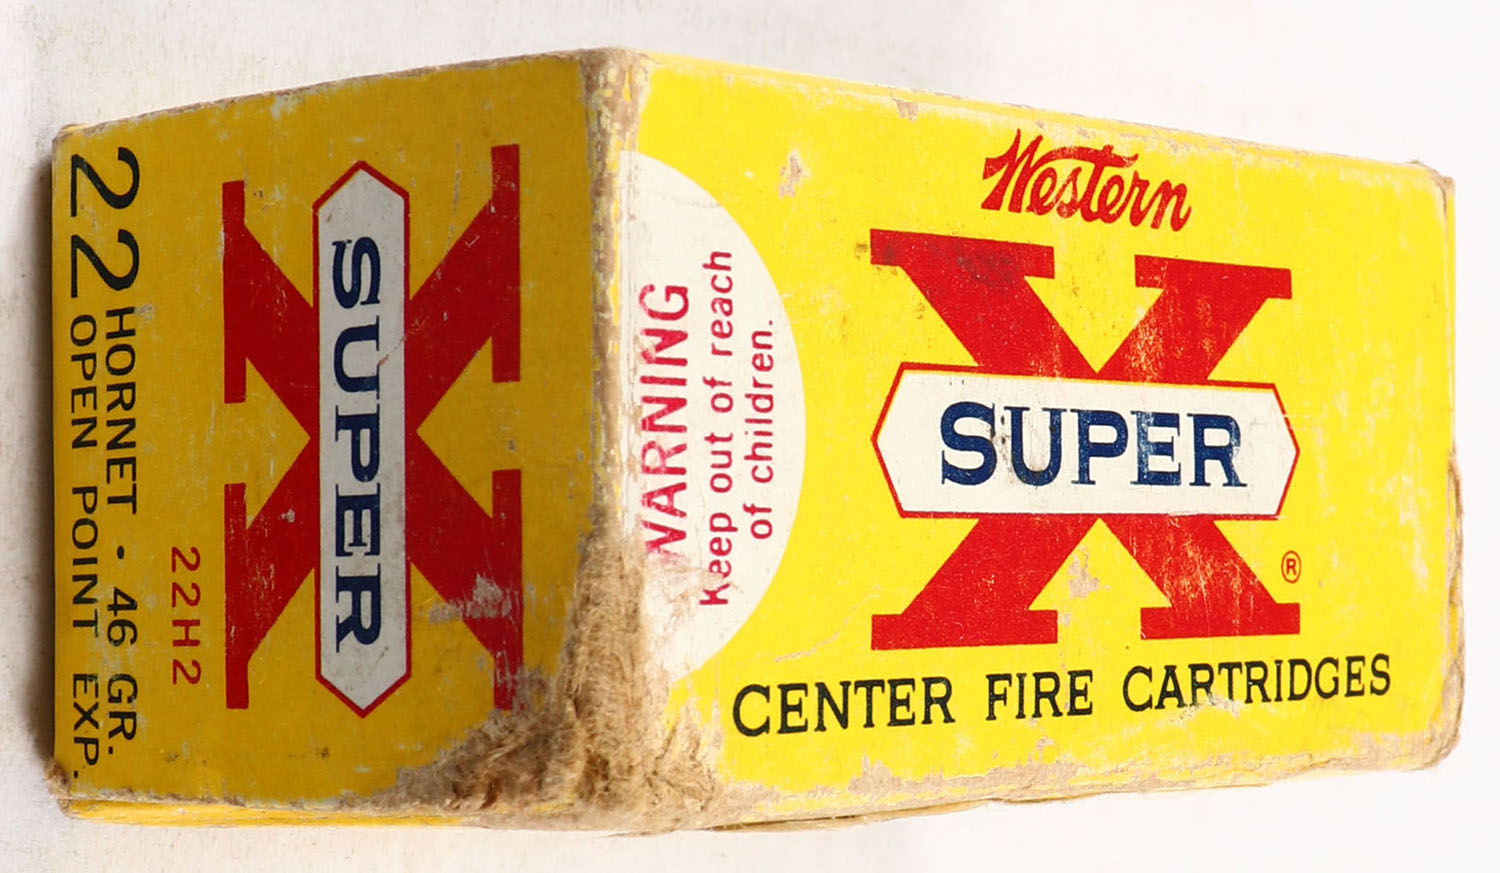 Western
SUPER X
®
CENTER FIRE CARTRIDGES
WARNING
Keep out of reach
of children.
SUPER X
22H2
22 HORNET • 46 GR.
22 OPEN POINT EXP.